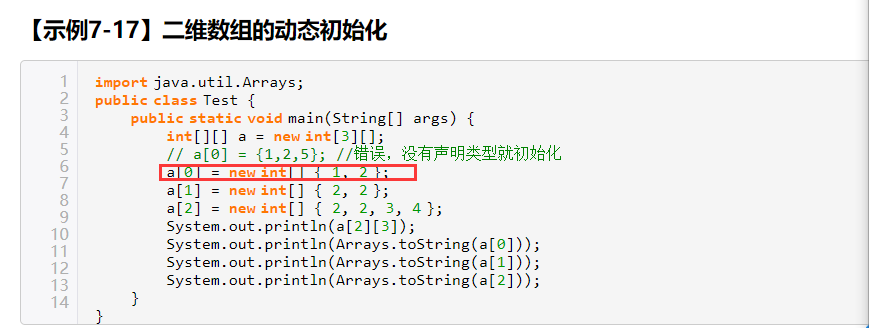 【示例7-17】二维数组的动态初始化
1 import java.util.Arrays;
2 public class Test {
3 public static void main(String[] args) {
4 int[][] a = new int[3][];
5 // a[0] = {1,2,5}; //错误，没有声明类型就初始化
6 a[0] = new int[] { 1, 2 };
7 a[1] = new int[] { 2, 2 };
8 a[2] = new int[] { 2, 2, 3, 4 };
9 System.out.println(a[2][3]);
10 System.out.println(Arrays.toString(a[0]));
11 System.out.println(Arrays.toString(a[1]));
12 System.out.println(Arrays.toString(a[2]));
13 }
14 }